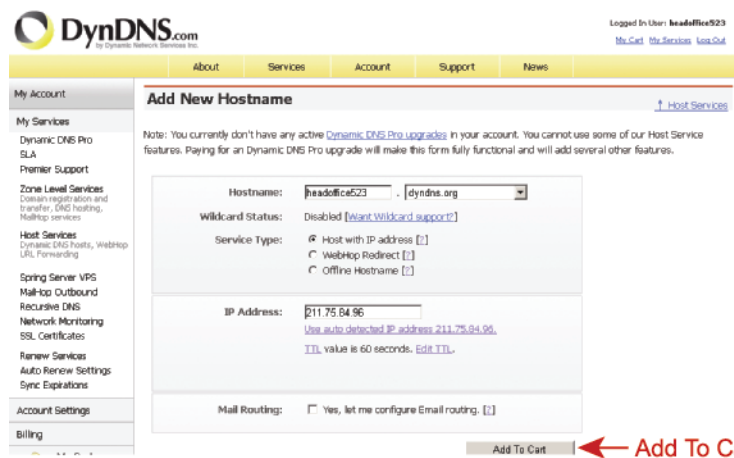 DynDNS.com
by Dynamic Network Services Inc.
Logged In User: headoffice523
My Cart My Services Log Out
About Services Account Support News
My Account
My Services
Dynamic DNS Pro
SLA
Premier Support
Zone Level Services
Domain registration and
transfer, DNS hosting,
MailHop services
Host Services
Dynamic DNS hosts, WebHop
URL Forwarding
Spring Server VPS
MailHop Outbound
Recursive DNS
Network Monitoring
SSL Certificates
Renew Services
Auto Renew Settings
Sync Expirations
Account Settings
Billing
Add New Hostname
↑ Host Services
Note: You currently don't have any active Dynamic DNS Pro upgrades in your account. You cannot use some of our Host Service
features. Paying for an Dynamic DNS Pro upgrade will make this form fully functional and will add several other features.
Hostname: headoffice523 . dyndns.org
Wildcard Status: Disabled [Want Wildcard support?]
Service Type: Host with IP address [?]
WebHop Redirect [?]
Offline Hostname [?]
IP Address: 211.75.84.96
Use auto detected IP address 211.75.84.96.
TTL value is 60 seconds. Edit TTL.
Mail Routing: Yes, let me configure Email routing. [?]
Add To Cart
Add To C